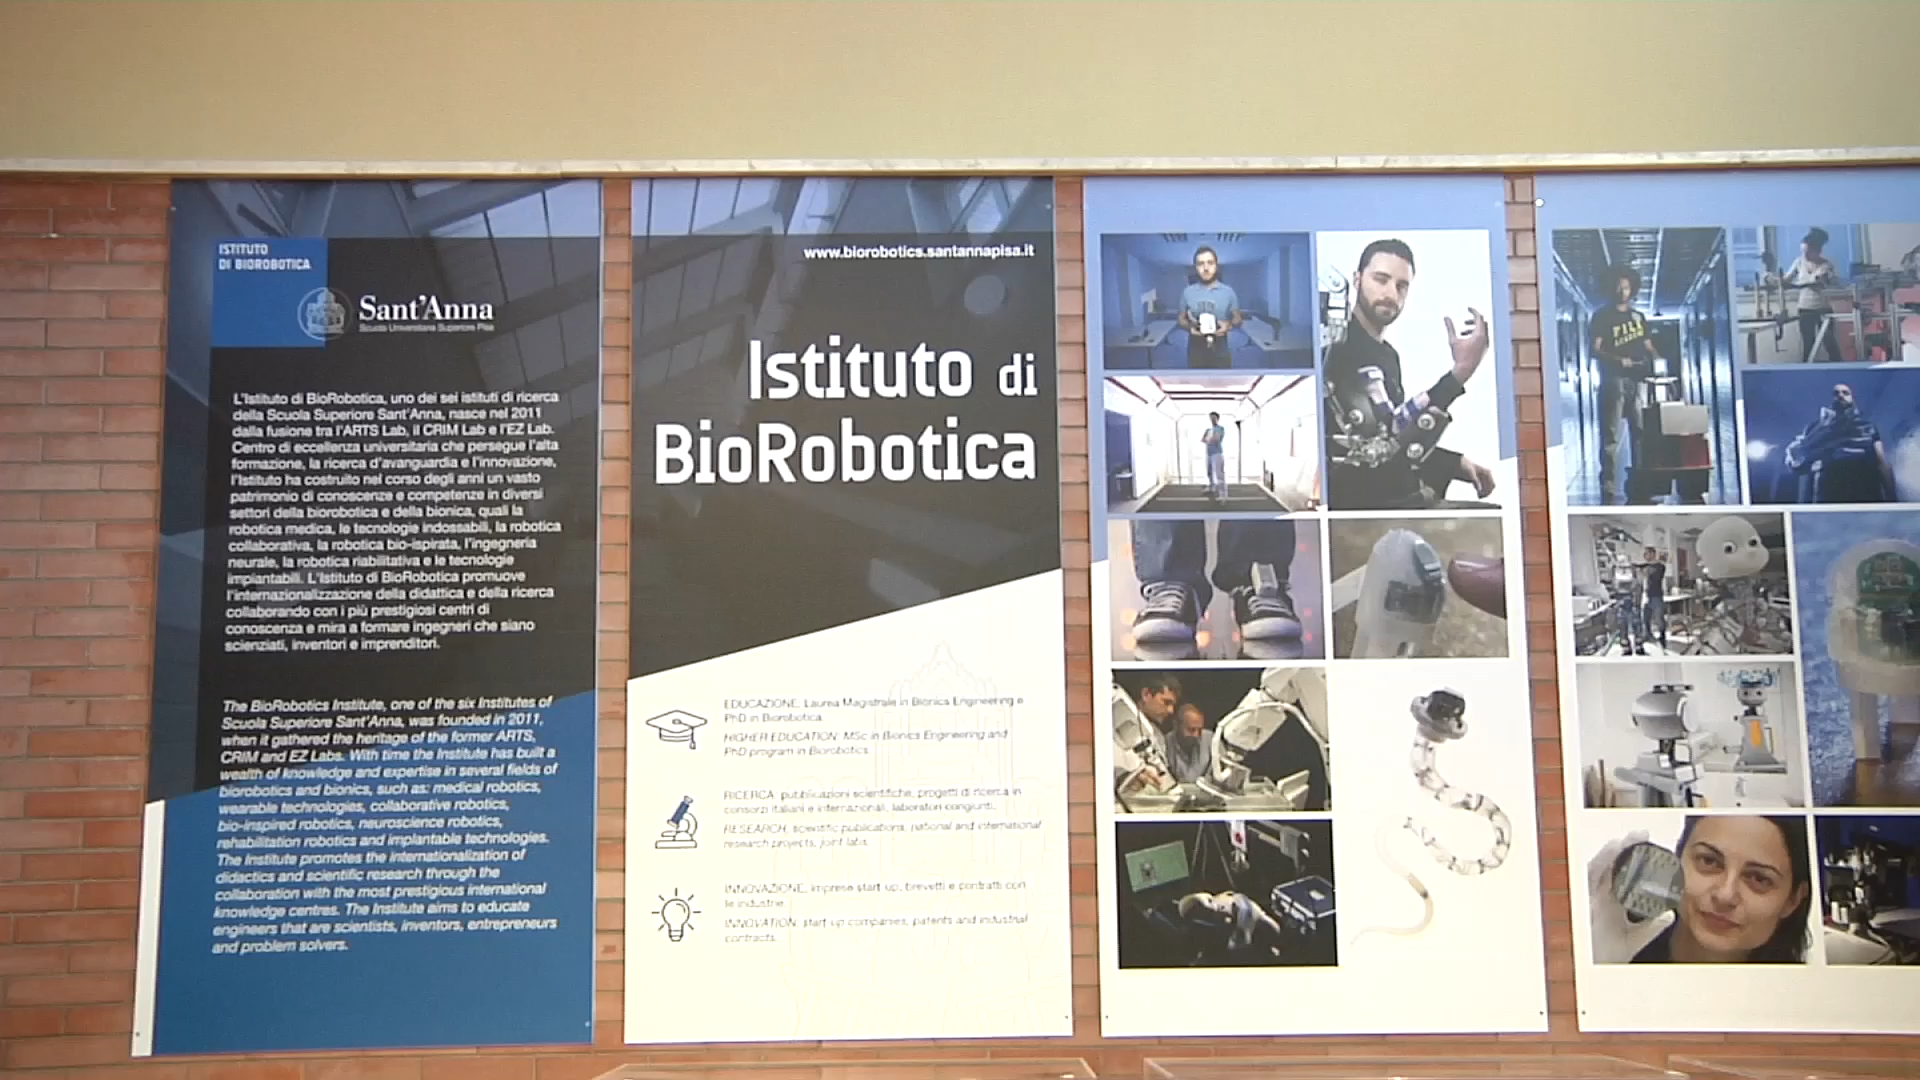 ISTITUTO
DI BIOROBOTICA
Sant'Anna
Scuola Universitaria Superiore Pisa
L'Istituto di BioRobotica, uno dei sei istituti di ricerca
della Scuola Superiore Sant'Anna, nasce nel 2011
dalla fusione tra l'ARTS Lab, il CRIM Lab e l'EZ Lab.
Centro di eccellenza universitaria che persegue l'alta
formazione, la ricerca d'avanguardia e l'innovazione,
l'Istituto ha costruito nel corso degli anni un vasto
patrimonio di conoscenze e competenze in diversi
settori della biorobotica e della bionica, quali la
robotica medica, le tecnologie indossabili, la robotica
collaborativa, la robotica bio-ispirata, l'ingegneria
neurale, la robotica riabilitativa e le tecnologie
impiantabili. L'Istituto di BioRobotica promuove
l'internazionalizzazione della didattica e della ricerca
collaborando con i più prestigiosi centri di
conoscenza e mira a formare ingegneri che siano
scienziati, inventori e imprenditori.
The BioRobotics Institute, one of the six Institutes of
Scuola Superiore Sant'Anna, was founded in 2011,
when it gathered the heritage of the former ARTS,
CRIM and EZ Labs. With time the Institute has built a
wealth of knowledge and expertise in several fields of
biorobotics and bionics, such as: medical robotics,
wearable technologies, collaborative robotics,
bio-inspired robotics, neuroscience robotics,
rehabilitation robotics and implantable technologies.
The Institute promotes the internationalization of
didactics and scientific research through the
collaboration with the most prestigious international
knowledge centres. The Institute aims to educate
engineers that are scientists, inventors, entrepreneurs
and problem solvers.
www.biorobotics.santannapisa.it
Istituto di
BioRobotica
EDUCAZIONE: Laurea Magistrale in Bionics Engineering e
PhD in Biorobotica.
HIGHER EDUCATION: MSc in Bionics Engineering and
PhD program in Biorobotics.
RICERCA: pubblicazioni scientifiche, progetti di ricerca in
consorzi italiani e internazionali, laboratori congiunti.
RESEARCH: scientific publications, national and international
research projects, joint labs.
INNOVAZIONE: imprese start up, brevetti e contratti con
le industrie.
INNOVATION: start up companies, patents and industrial
contracts.